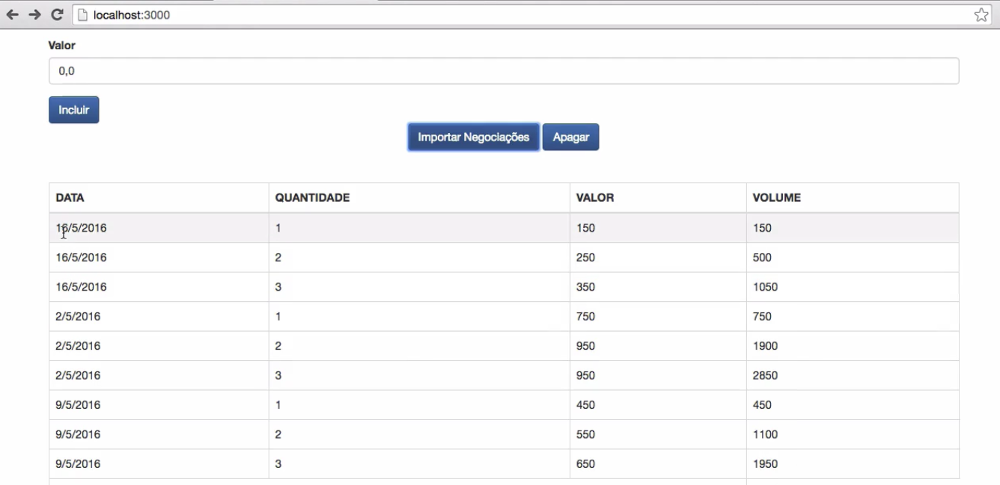 localhost:3000
Valor
0,0
Incluir
Importar Negociações Apagar
DATA QUANTIDADE VALOR VOLUME
16/5/2016 1 150 150
16/5/2016 2 250 500
16/5/2016 3 350 1050
2/5/2016 1 750 750
2/5/2016 2 950 1900
2/5/2016 3 950 2850
9/5/2016 1 450 450
9/5/2016 2 550 1100
9/5/2016 3 650 1950